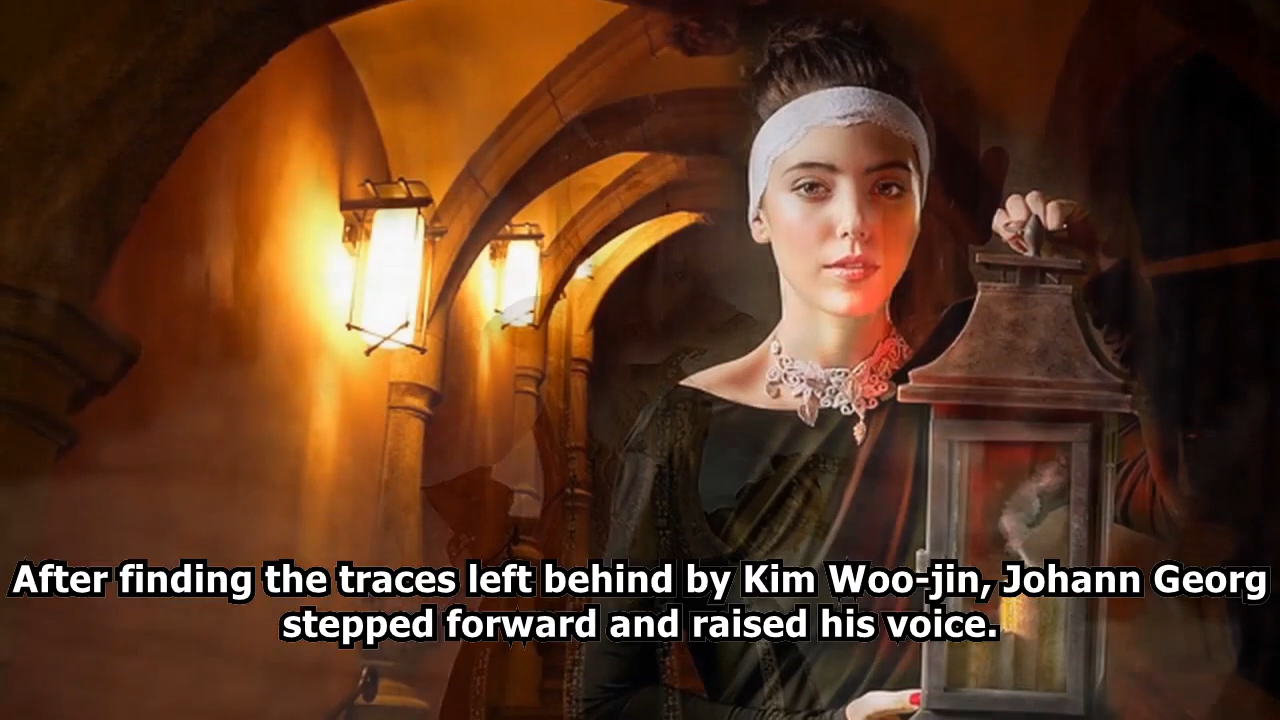 After finding the traces left behind by Kim Woo-jin, Johann Georg
stepped forward and raised his voice.